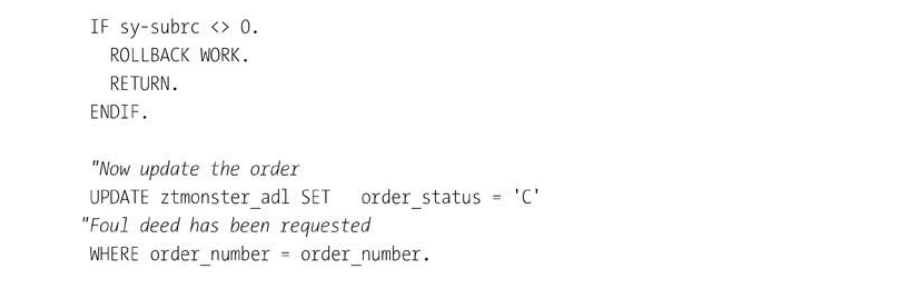 IF sy-subrc <> 0.
ROLLBACK WORK.
RETURN.
ENDIF.
"Now update the order
UPDATE ztmonster_adl SET order_status = 'C'
"Foul deed has been requested
WHERE order_number = order_number.